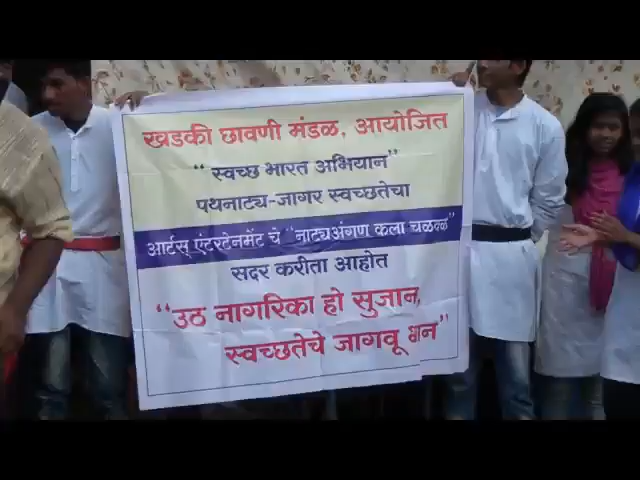 खडकी छावणी मंडळ, आयोजित
“स्वच्छ भारत अभियान”
पथनाट्य-जागर स्वच्छतेचा
आर्टस् एंटरटेनमेंट चे “नाट्यअंगण कला चळवळ”
सदर करीता आहोत
“उठ नागरिका हो सुजान,
स्वच्छतेचे जागवू भान”